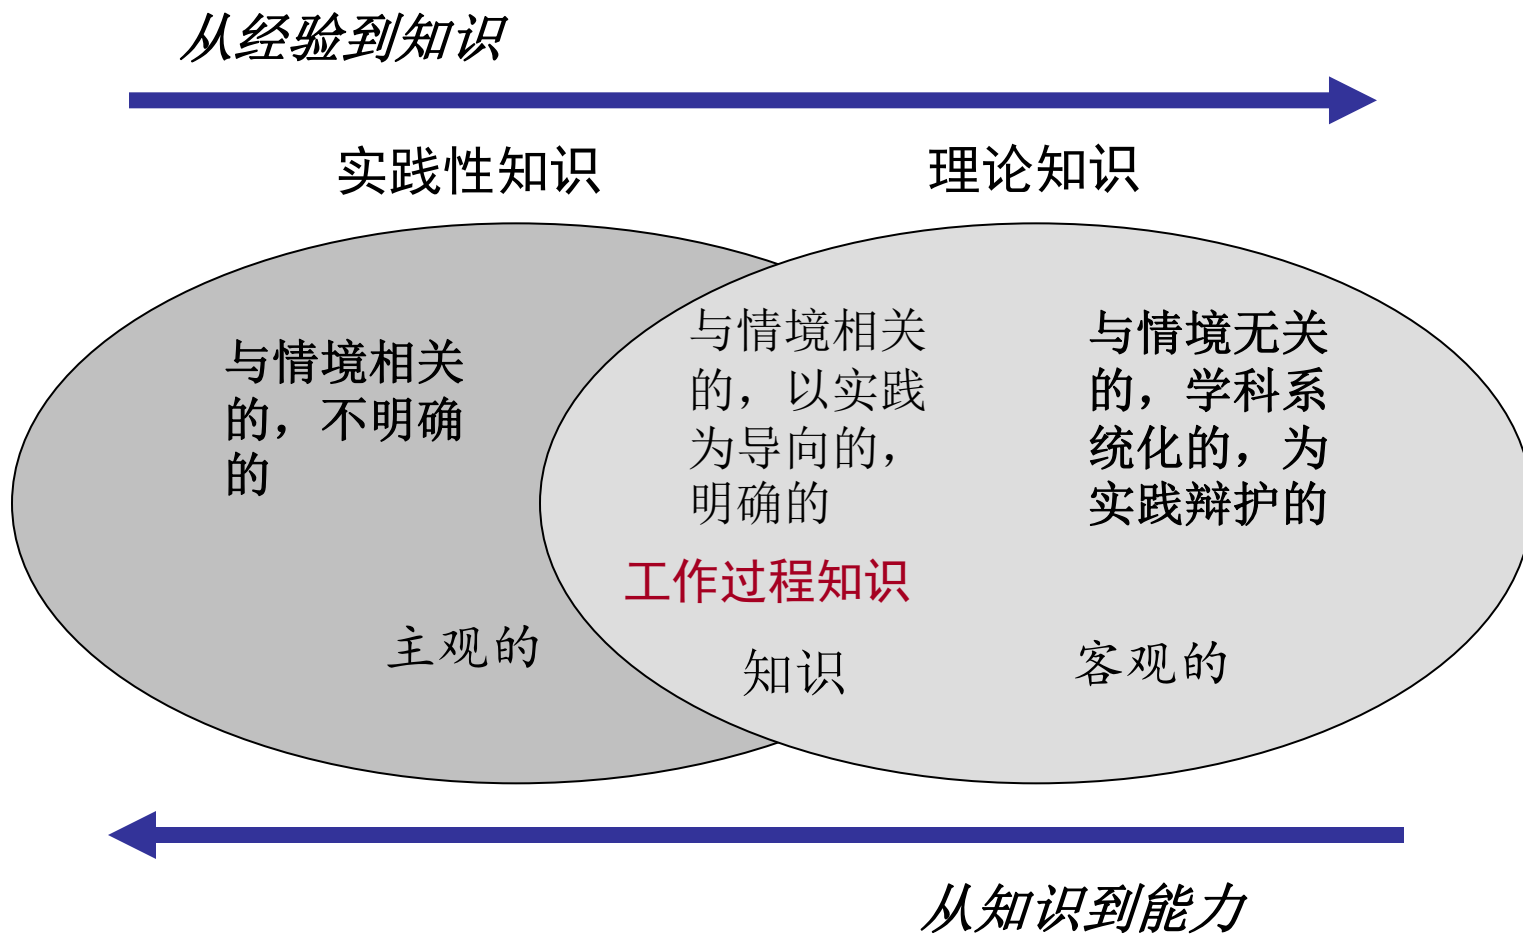 从经验到知识
实践性知识
理论知识
与情境相关
的，不明确
的
主观的
与情境相关
的，以实践
为导向的，
明确的
工作过程知识
知识
与情境无关
的，学科系
统化的，为
实践辩护的
客观的
从知识到能力